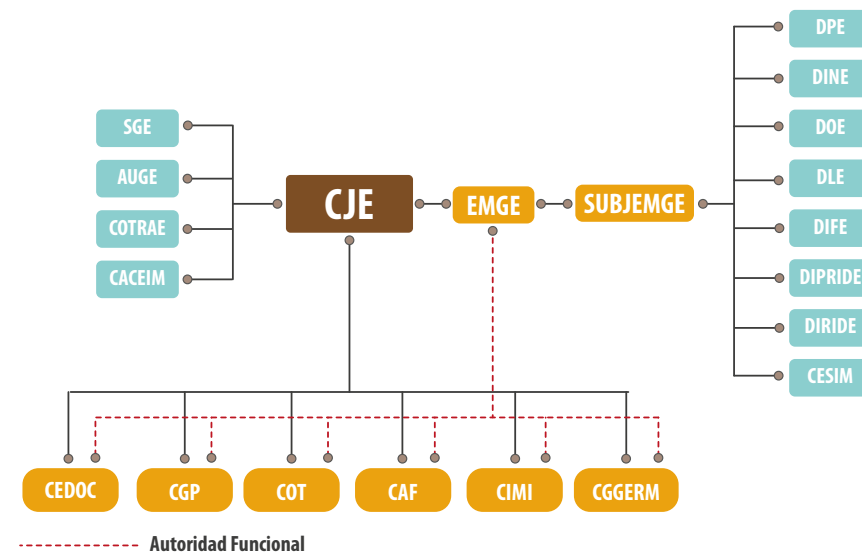 DPE
DINE
SGE
DOE
AUGE
DLE
CJE
EMGE
SUBJEMGE
COTRAE
DIFE
CACEIM
DIPRIDE
DIRIDE
CESIM
CEDOC
CGP
COT
CAF
CIMI
CGGERM
Autoridad Funcional